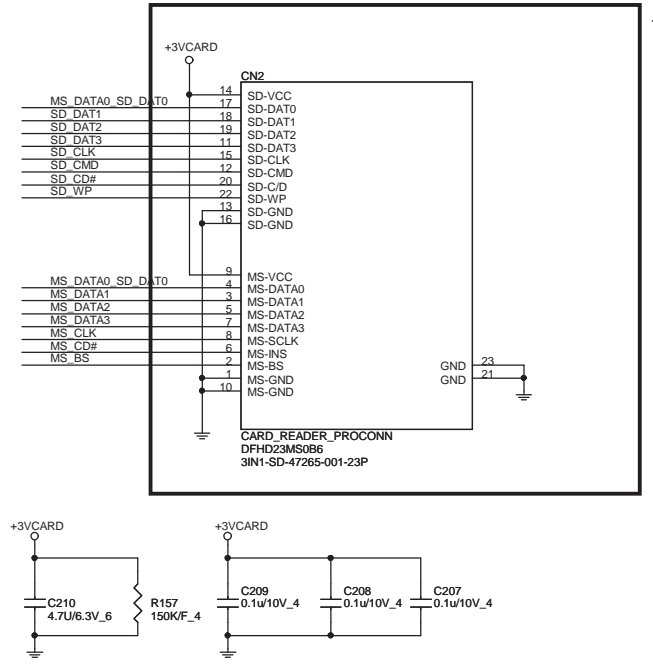 +3VCARD
CN2
14 SD-VCC
MS_DATA0_SD_DAT0 17 SD-DAT0
SD_DAT1 18 SD-DAT1
SD_DAT2 19 SD-DAT2
SD_DAT3 11 SD-DAT3
SD_CLK 15 SD-CLK
SD_CMD 12 SD-CMD
SD_CD# 20 SD-C/D
SD_WP 22 SD-WP
13 SD-GND
16 SD-GND
9 MS-VCC
MS_DATA0_SD_DAT0 4 MS-DATA0
MS_DATA1 3 MS-DATA1
MS_DATA2 5 MS-DATA2
MS_DATA3 7 MS-DATA3
MS_CLK 8 MS-SCLK
MS_CD# 6 MS-INS
MS_BS 2 MS-BS GND 23
1 MS-GND GND 21
10 MS-GND
CARD_READER_PROCONN
DFHD23MS0B6
3IN1-SD-47265-001-23P
+3VCARD +3VCARD
C210 R157 C209 C208 C207
4.7U/6.3V_6 150K/F_4 0.1u/10V_4 0.1u/10V_4 0.1u/10V_4